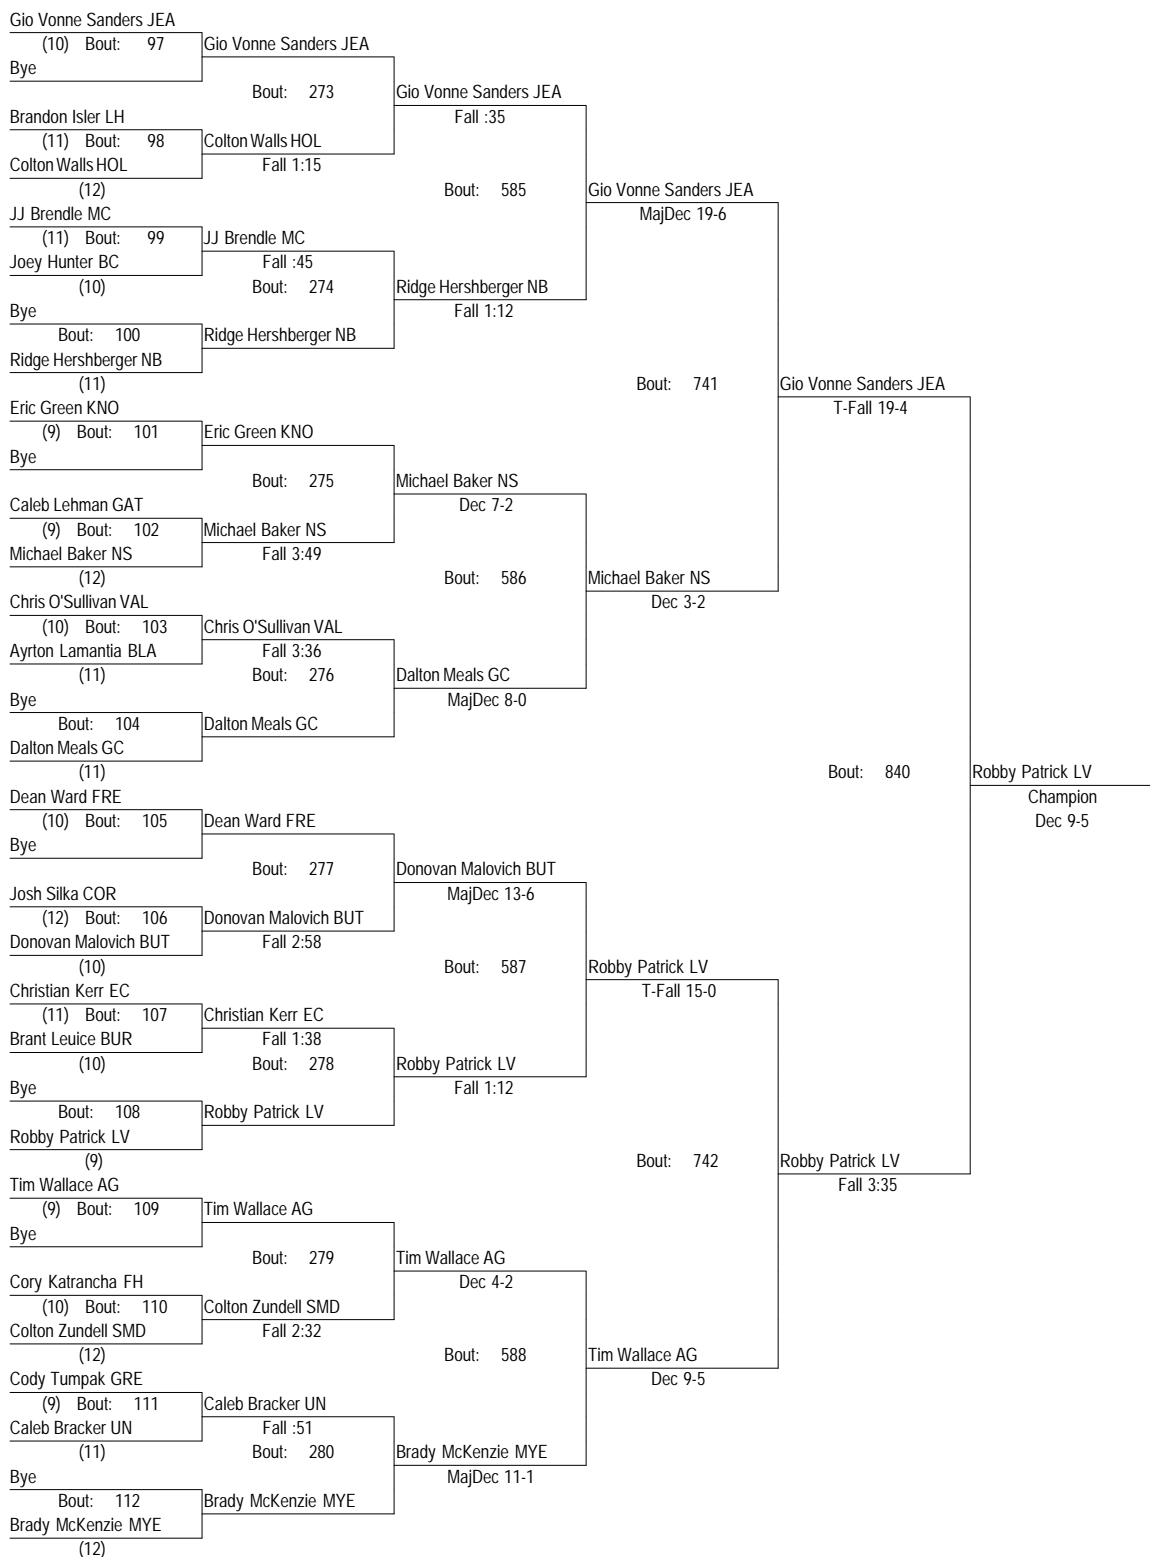 Gio Vonne Sanders JEA
(10) Bout: 97 Gio Vonne Sanders JEA
Bye
Bout: 273 Gio Vonne Sanders JEA
Brandon Isler LH Fall :35
(11) Bout: 98 Colton Walls HOL
Colton Walls HOL Fall 1:15
(12) Bout: 585 Gio Vonne Sanders JEA
JJ Brendle MC MajDec 19-6
(11) Bout: 99 JJ Brendle MC
Joey Hunter BC Fall :45
(10) Bout: 274 Ridge Hershberger NB
Bye Fall 1:12
Bout: 100 Ridge Hershberger NB
Ridge Hershberger NB
(11) Bout: 741 Gio Vonne Sanders JEA
Eric Green KNO T-Fall 19-4
(9) Bout: 101 Eric Green KNO
Bye
Bout: 275 Michael Baker NS
Caleb Lehman GAT Dec 7-2
(9) Bout: 102 Michael Baker NS
Michael Baker NS Fall 3:49
(12) Bout: 586 Michael Baker NS
Chris O'Sullivan VAL Dec 3-2
(10) Bout: 103 Chris O'Sullivan VAL
Ayrton Lamantia BLA Fall 3:36
(11) Bout: 276 Dalton Meals GC
Bye MajDec 8-0
Bout: 104 Dalton Meals GC
Dalton Meals GC
(11) Bout: 840 Robby Patrick LV
Dean Ward FRE Champion
(10) Bout: 105 Dean Ward FRE Dec 9-5
Bye
Bout: 277 Donovan Malovich BUT
Josh Silka COR MajDec 13-6
(12) Bout: 106 Donovan Malovich BUT
Donovan Malovich BUT Fall 2:58
(10) Bout: 587 Robby Patrick LV
Christian Kerr EC T-Fall 15-0
(11) Bout: 107 Christian Kerr EC
Brant Leuice BUR Fall 1:38
(10) Bout: 278 Robby Patrick LV
Bye Fall 1:12
Bout: 108 Robby Patrick LV
Robby Patrick LV
(9) Bout: 742 Robby Patrick LV
Tim Wallace AG Fall 3:35
(9) Bout: 109 Tim Wallace AG
Bye
Bout: 279 Tim Wallace AG
Cory Katrancha FH Dec 4-2
(10) Bout: 110 Colton Zundell SMD
Colton Zundell SMD Fall 2:32
(12) Bout: 588 Tim Wallace AG
Cody Tumpak GRE Dec 9-5
(9) Bout: 111 Caleb Bracker UN
Caleb Bracker UN Fall :51
(11) Bout: 280 Brady McKenzie MYE
Bye MajDec 11-1
Bout: 112 Brady McKenzie MYE
Brady McKenzie MYE
(12)